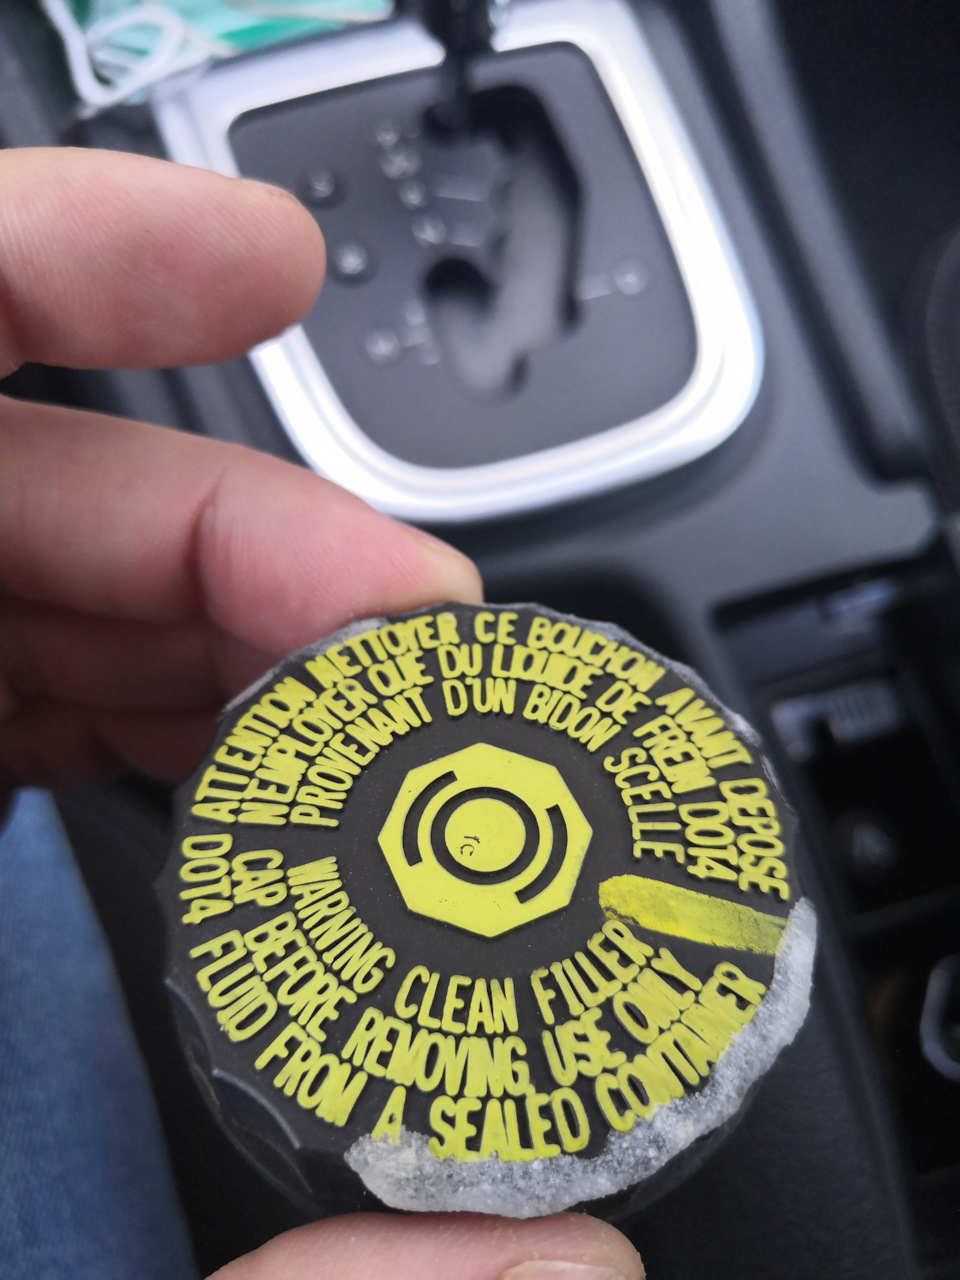 ATTENTION NETTOYER CE BOUCHON AVANT DEPOSE
N'EMPLOYER QUE DU LIQUIDE DE FREIN DOT4
PROVENANT D'UN BIDON SCELLE
WARNING CLEAN FILLER
CAP BEFORE REMOVING. USE ONLY
DOT4 FLUID FROM A SEALED CONTAINER